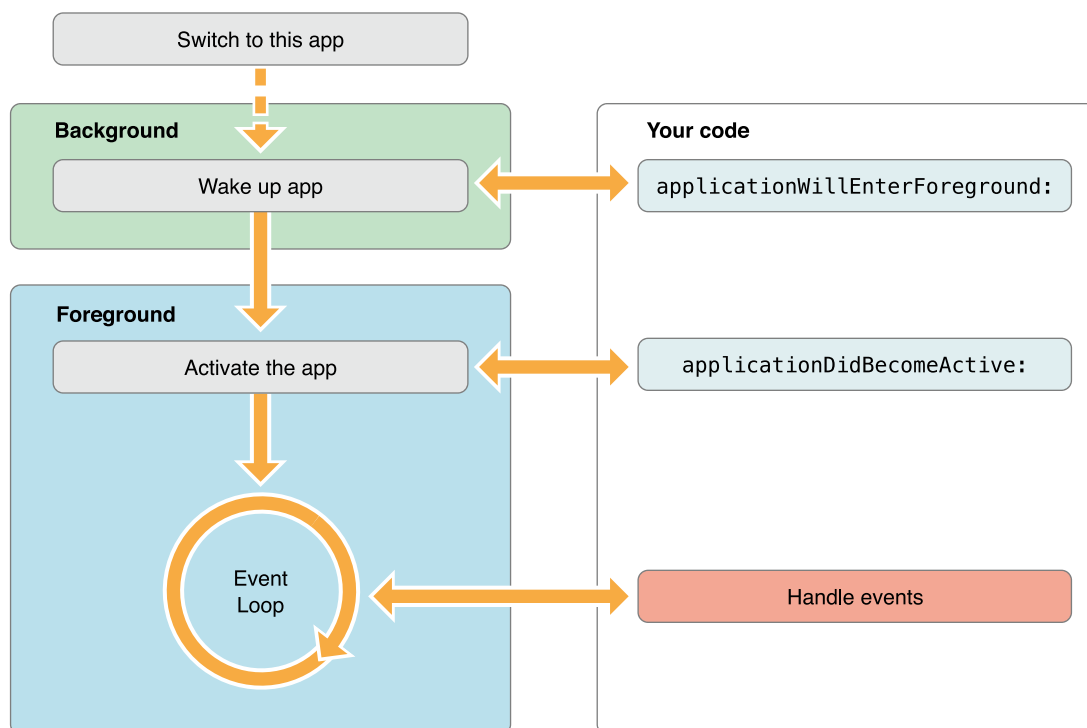 Switch to this app
Background
Your code
Wake up app
applicationWillEnterForeground:
Foreground
Activate the app
applicationDidBecomeActive:
Event
Loop
Handle events